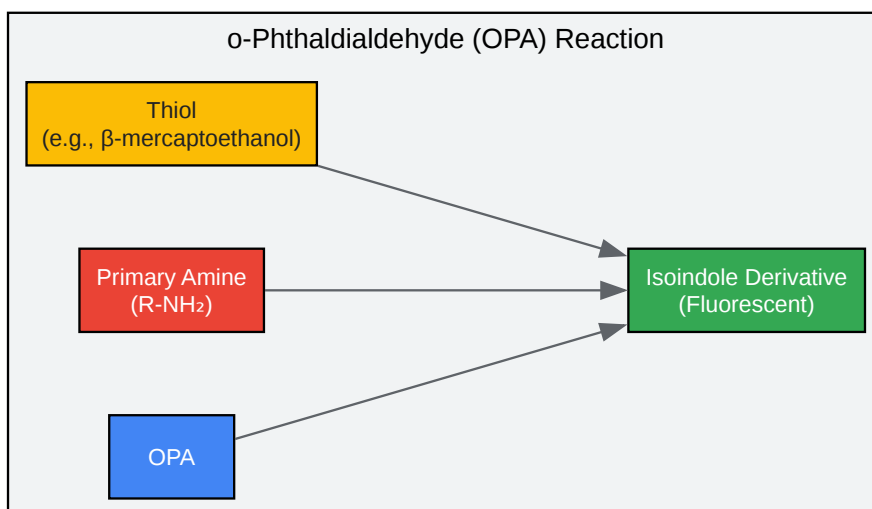 o-Phthaldialdehyde (OPA) Reaction
Thiol
(e.g., β-mercaptoethanol)
Primary Amine
(R-NH₂)
Isoindole Derivative
(Fluorescent)
OPA